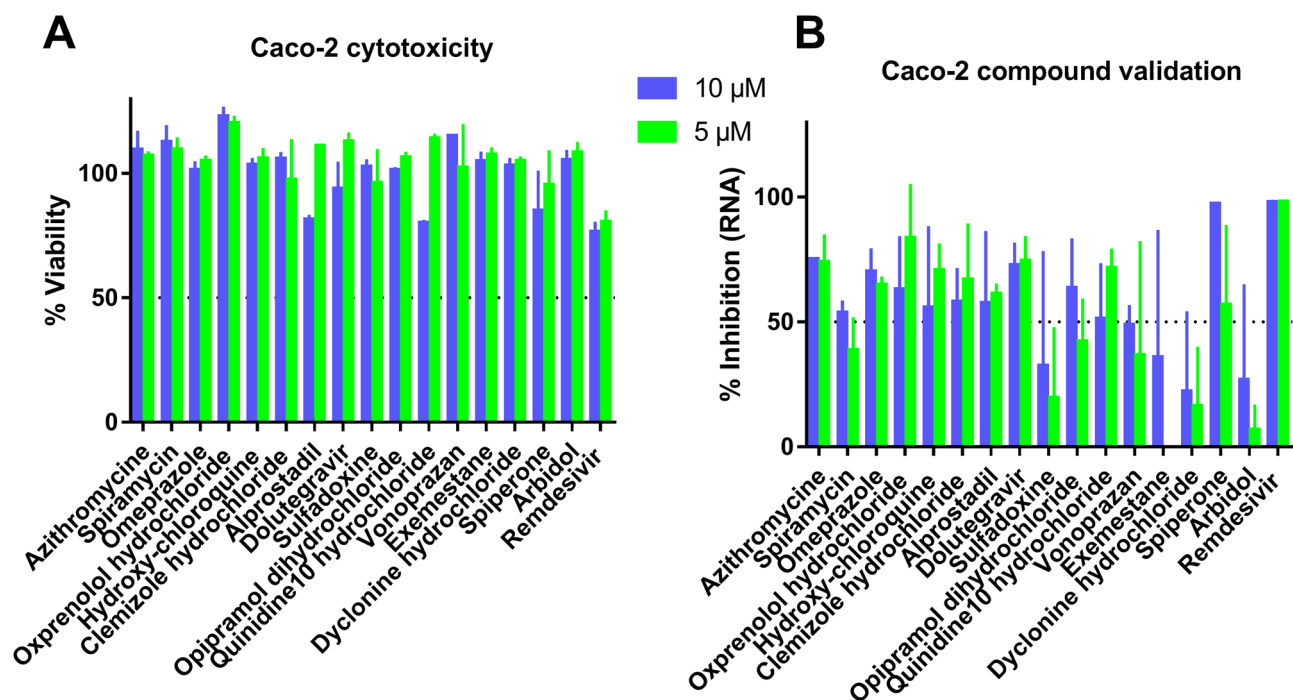 A
Caco-2 cytotoxicity
% Viability
100
50
0
Azithromycine
Spiramycin
Omeprazole
Oxprenolol hydrochloride
Hydroxy-chloroquine
Clemizole hydrochloride
Alprostadil
Dolutegravir
Sulfadoxine
Opipramol dihydrochloride
Quinidine10 hydrochloride
Vonoprazan
Exemestane
Dyclonine hydrochloride
Spiperone
Arbidol
Remdesivir
10 µM
5 µM
B
Caco-2 compound validation
% Inhibition (RNA)
100
50
0
Azithromycine
Spiramycin
Omeprazole
Oxprenolol hydrochloride
Hydroxy-chloroquine
Clemizole hydrochloride
Alprostadil
Dolutegravir
Sulfadoxine
Opipramol dihydrochloride
Quinidine10 hydrochloride
Vonoprazan
Exemestane
Dyclonine hydrochloride
Spiperone
Arbidol
Remdesivir